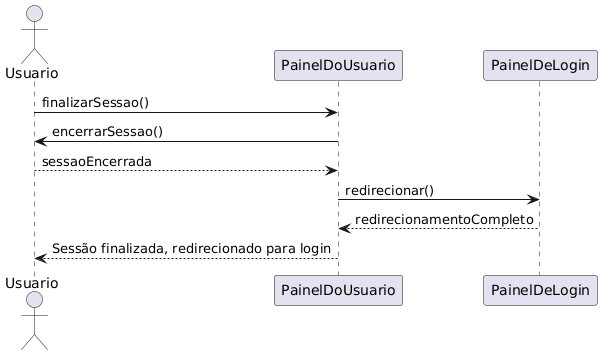 Usuario
PainelDoUsuario
PainelDeLogin
finalizarSessao()
encerrarSessao()
sessaoEncerrada
redirecionar()
redirecionamentoCompleto
Sessão finalizada, redirecionado para login
Usuario
PainelDoUsuario
PainelDeLogin